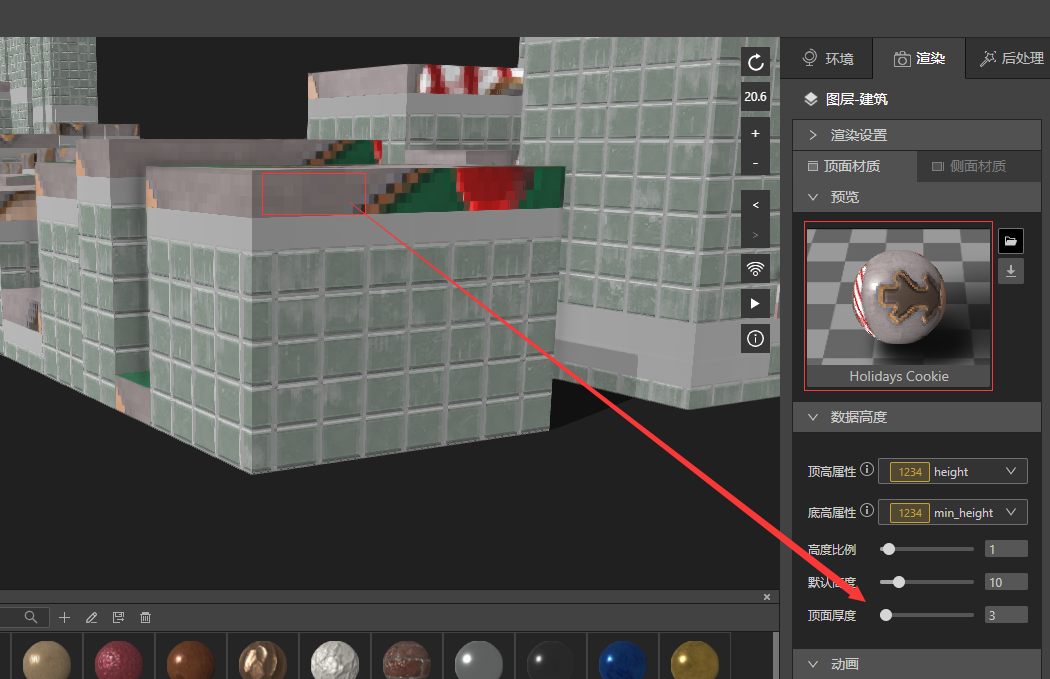 环境
渲染
后处理
图层-建筑
20.6
+
-
<
>
渲染设置
顶面材质
侧面材质
预览
Holidays Cookie
数据高度
顶高属性 1234 height
底高属性 1234 min_height
高度比例 1
默认高度 10
顶面厚度 3
动画